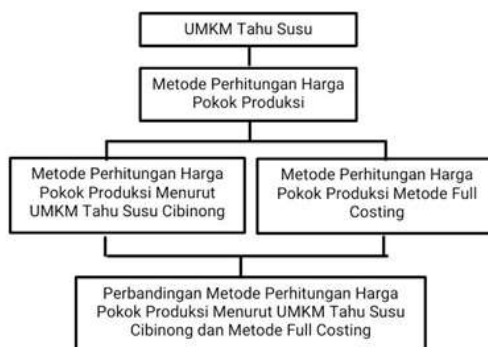 UMKM Tahu Susu
Metode Perhitungan Harga
Pokok Produksi
Metode Perhitungan Harga
Pokok Produksi Menurut
UMKM Tahu Susu Cibinong
Metode Perhitungan Harga
Pokok Produksi Metode Full
Costing
Perbandingan Metode Perhitungan Harga
Pokok Produksi Menurut UMKM Tahu Susu
Cibinong dan Metode Full Costing